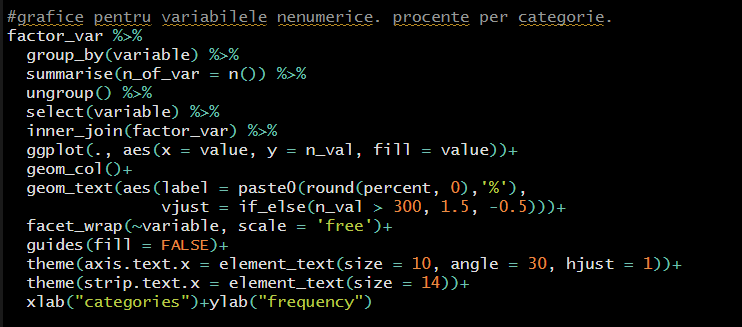 #grafice pentru variabilele nenumerice. procente per categorie.
factor_var %>%
  group_by(variable) %>%
  summarise(n_of_var = n()) %>%
  ungroup() %>%
  select(variable) %>%
  inner_join(factor_var) %>%
  ggplot(., aes(x = value, y = n_val, fill = value))+
  geom_col()+
  geom_text(aes(label = paste0(round(percent, 0),'%'),
                vjust = if_else(n_val > 300, 1.5, -0.5)))+
  facet_wrap(~variable, scale = 'free')+
  guides(fill = FALSE)+
  theme(axis.text.x = element_text(size = 10, angle = 30, hjust = 1))+
  theme(strip.text.x = element_text(size = 14))+
  xlab("categories")+ylab("frequency")